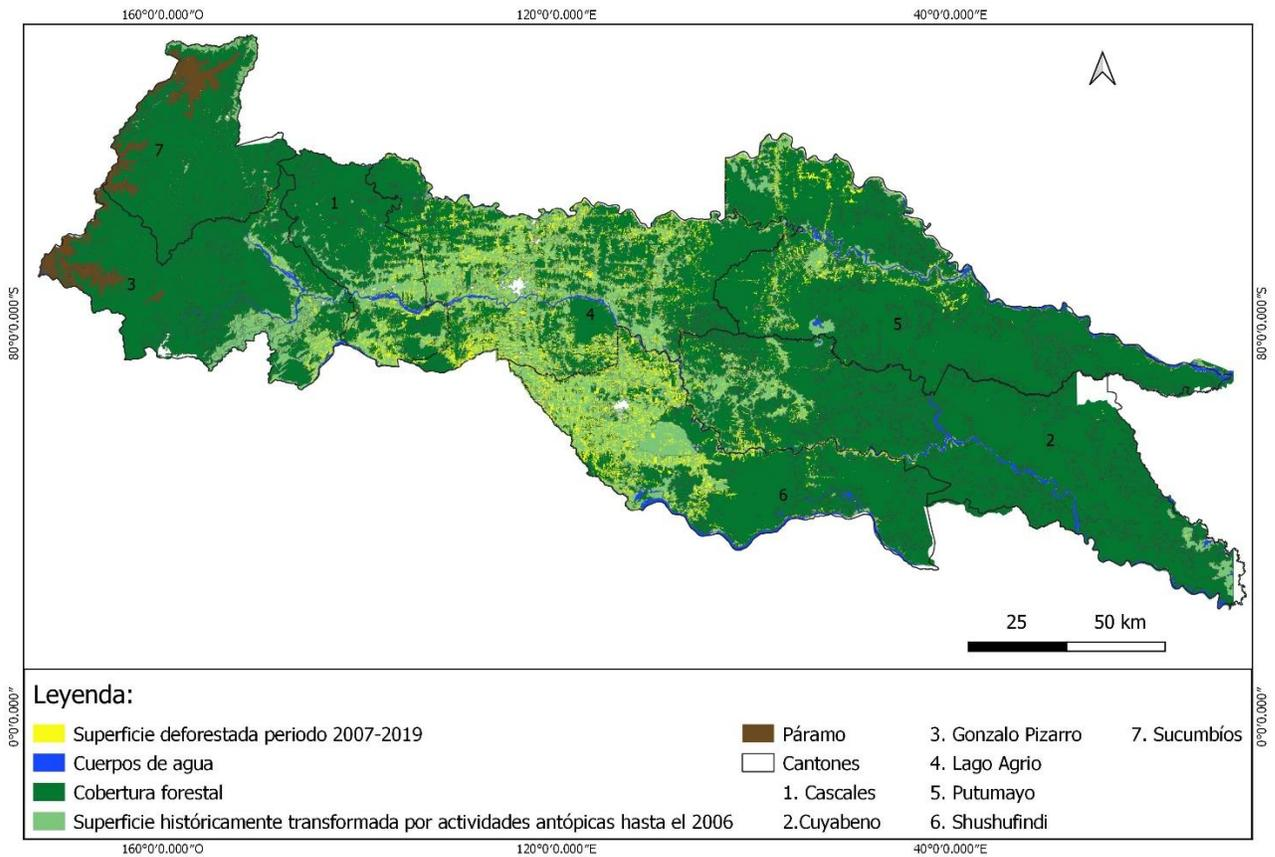 160°0′0.000″O 120°0′0.000″E 40°0′0.000″E
7
1
3
4
5
2
6
80°0′0.000″S 80°0′0.000″S
25 50 km
Leyenda:
Superficie deforestada periodo 2007-2019
Cuerpos de agua
Cobertura forestal
Superficie históricamente transformada por actividades antópicas hasta el 2006
Páramo
Cantones
1. Cascales
2.Cuyabeno
3. Gonzalo Pizarro
4. Lago Agrio
5. Putumayo
6. Shushufindi
7. Sucumbíos
0°0′0.000″ 0°0′0.000″
160°0′0.000″O 120°0′0.000″E 40°0′0.000″E